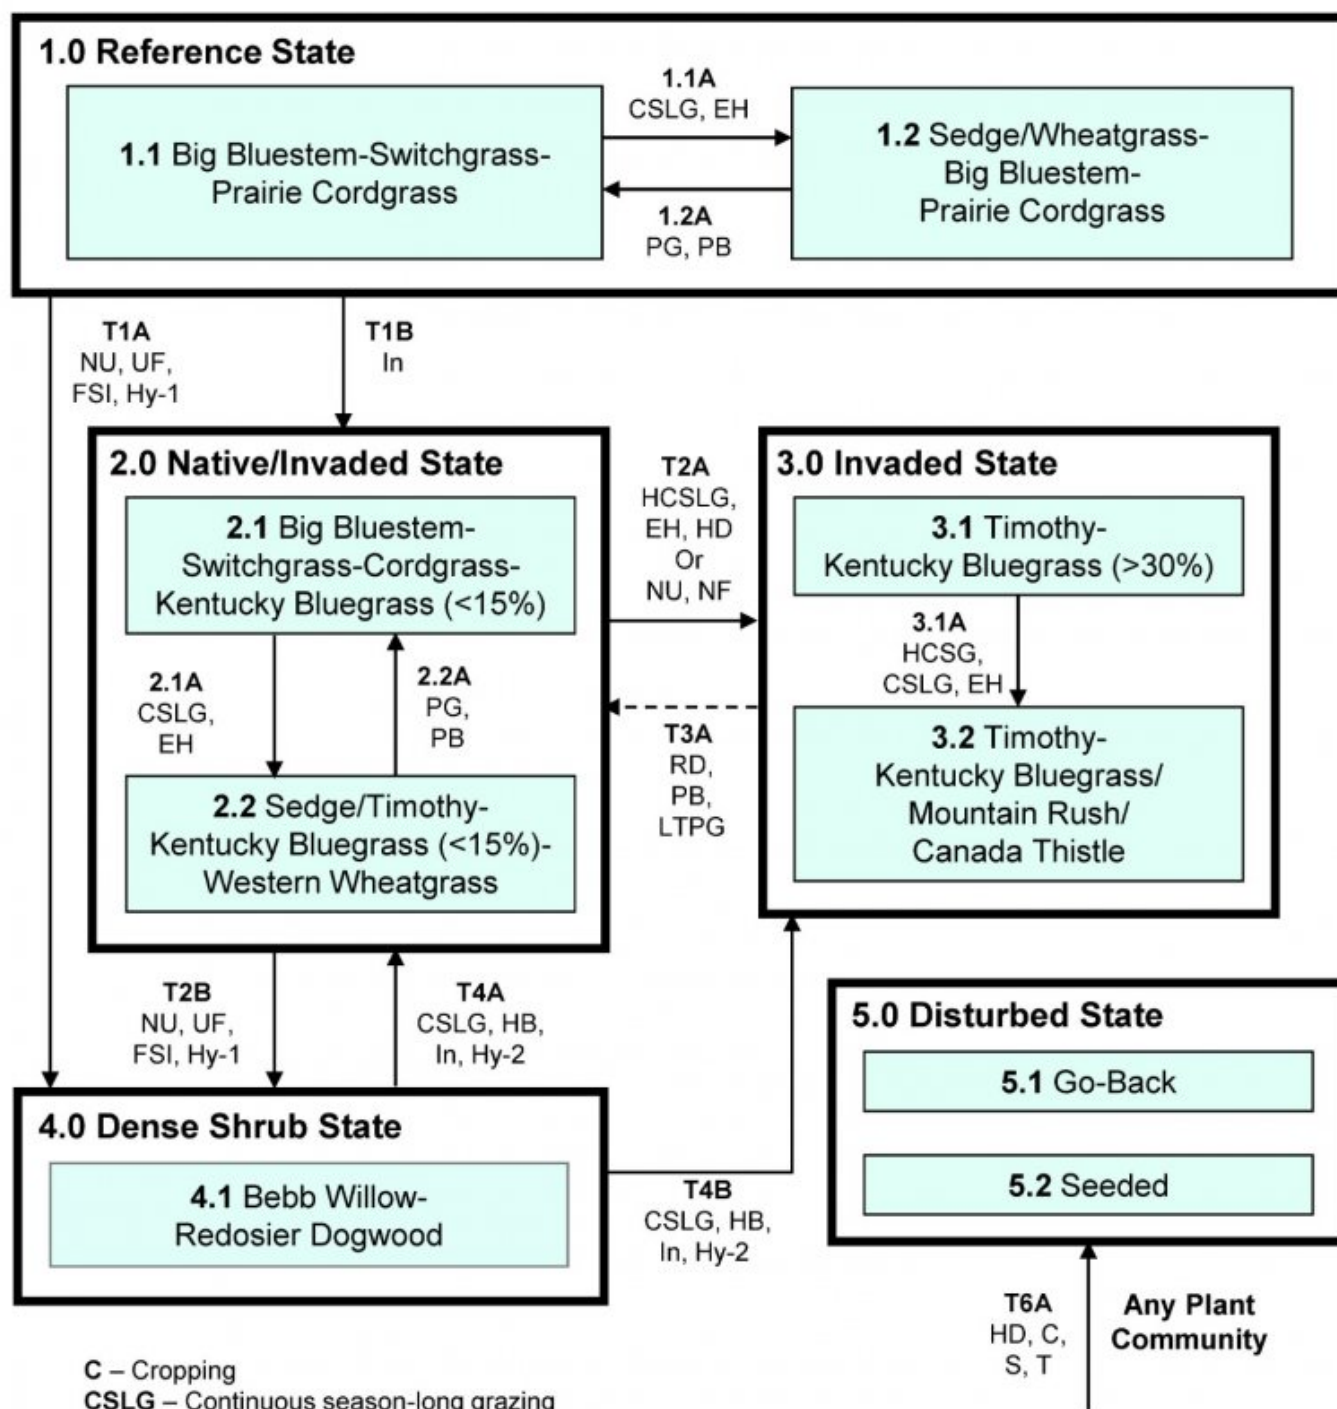 1.0 Reference State
1.1 Big Bluestem-Switchgrass-
Prairie Cordgrass
1.1A
CSLG, EH
1.2A
PG, PB
1.2 Sedge/Wheatgrass-
Big Bluestem-
Prairie Cordgrass
T1A
NU, UF,
FSI, Hy-1
T1B
In
2.0 Native/Invaded State
2.1 Big Bluestem-
Switchgrass-Cordgrass-
Kentucky Bluegrass (<15%)
2.1A
CSLG,
EH
2.2A
PG,
PB
2.2 Sedge/Timothy-
Kentucky Bluegrass (<15%)-
Western Wheatgrass
T2A
HCSLG,
EH, HD
Or
NU, NF
T3A
RD,
PB,
LTPG
3.0 Invaded State
3.1 Timothy-
Kentucky Bluegrass (>30%)
3.1A
HCSG,
CSLG, EH
3.2 Timothy-
Kentucky Bluegrass/
Mountain Rush/
Canada Thistle
T2B
NU, UF,
FSI, Hy-1
T4A
CSLG, HB,
In, Hy-2
4.0 Dense Shrub State
4.1 Bebb Willow-
Redosier Dogwood
T4B
CSLG, HB,
In, Hy-2
5.0 Disturbed State
5.1 Go-Back
5.2 Seeded
T6A
HD, C,
S, T
Any Plant
Community
C – Cropping
CSLG – Continuous season-long grazing